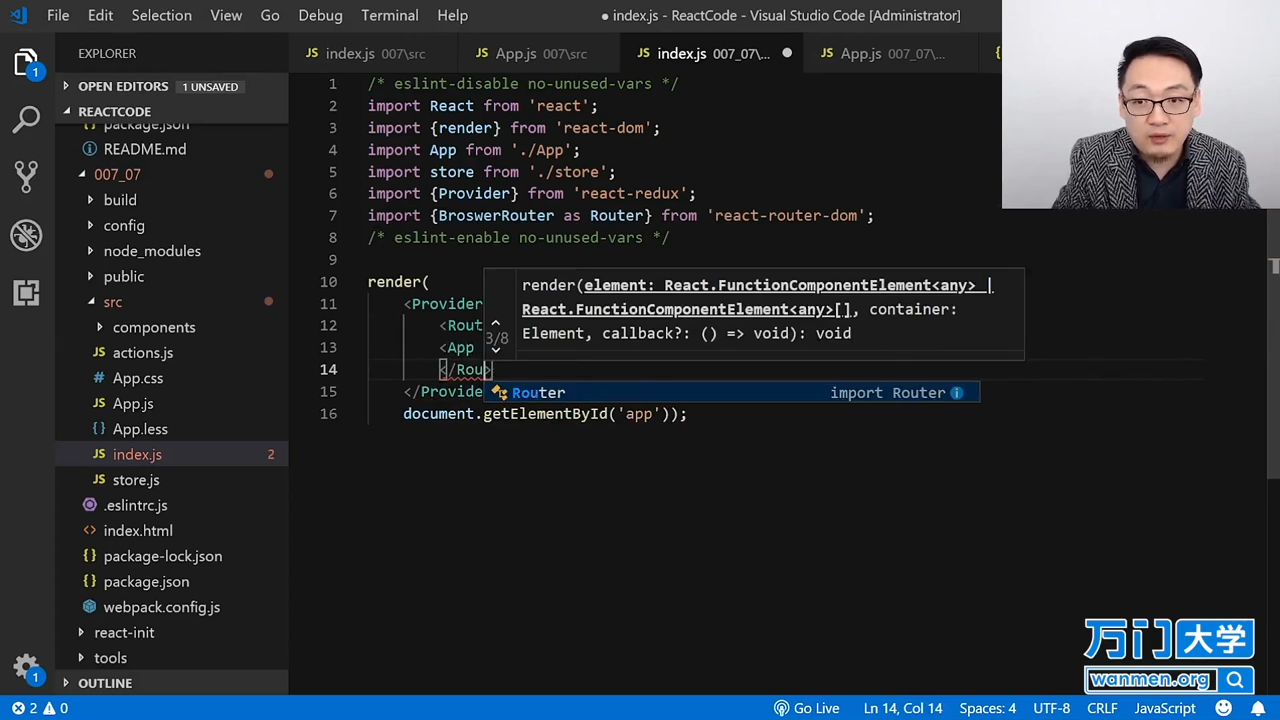 File Edit Selection View Go Debug Terminal Help ● index.js - ReactCode - Visual Studio Code [Administrator]
EXPLORER
OPEN EDITORS 1 UNSAVED
REACTCODE
package.json
README.md
007_07
build
config
node_modules
public
src
components
actions.js
App.css
App.js
App.less
index.js 2
store.js
.eslintrc.js
index.html
package-lock.json
package.json
webpack.config.js
react-init
tools
OUTLINE
1
1
JS index.js 007\src JS App.js 007\src JS index.js 007_07\... ● JS App.js 007_07\...
1 /* eslint-disable no-unused-vars */
2 import React from 'react';
3 import {render} from 'react-dom';
4 import App from './App';
5 import store from './store';
6 import {Provider} from 'react-redux';
7 import {BroswerRouter as Router} from 'react-router-dom';
8 /* eslint-enable no-unused-vars */
9
10 render(
11 <Provider
12 <Rout
13 <App
14 </Rou>
15 </Provide
16 document.getElementById('app'));
3/8
render(element: React.FunctionComponentElement<any> |
React.FunctionComponentElement<any>[], container:
Element, callback?: () => void): void
Router import Router
万门大学
wanmen.org
2 0 Go Live Ln 14, Col 14 Spaces: 4 UTF-8 CRLF JavaScript